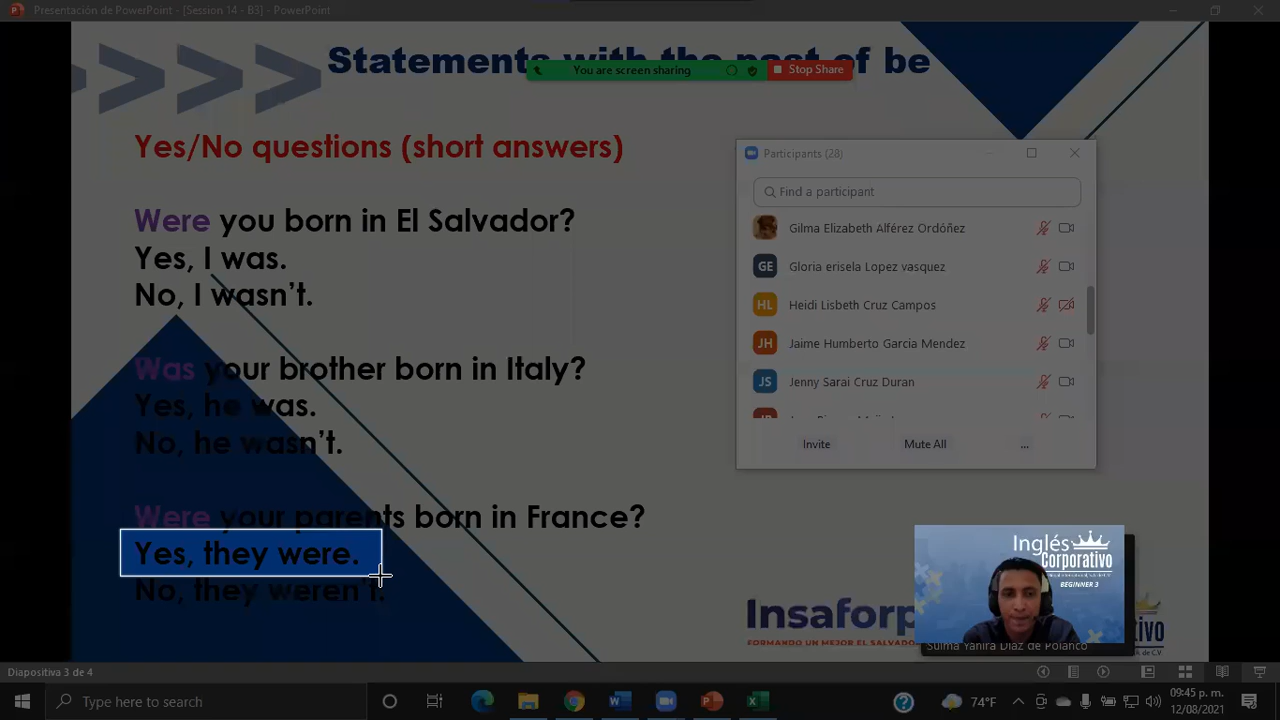 Presentación de PowerPoint - [Session 14 - B3] - PowerPoint
Statements with the past of be
You are screen sharing
Stop Share
Yes/No questions (short answers)
Were you born in El Salvador?
Yes, I was.
No, I wasn't.
Was your brother born in Italy?
Yes, he was.
No, he wasn't.
Were your parents born in France?
Yes, they were.
No, they weren't.
Participants (28)
Find a participant
Gilma Elizabeth Alférez Ordóñez
GE Gloria erisela Lopez vasquez
HL Heidi Lisbeth Cruz Campos
JH Jaime Humberto Garcia Mendez
JS Jenny Sarai Cruz Duran
Invite
Mute All
...
Inglés
Corporativo
BEGINNER 3
Insaforp
FORMANDO UN MEJOR EL SALVADOR
Suima Yanira Diaz de Polanco
Diapositiva 3 de 4
Type here to search
74°F
09:45 p. m.
12/08/2021